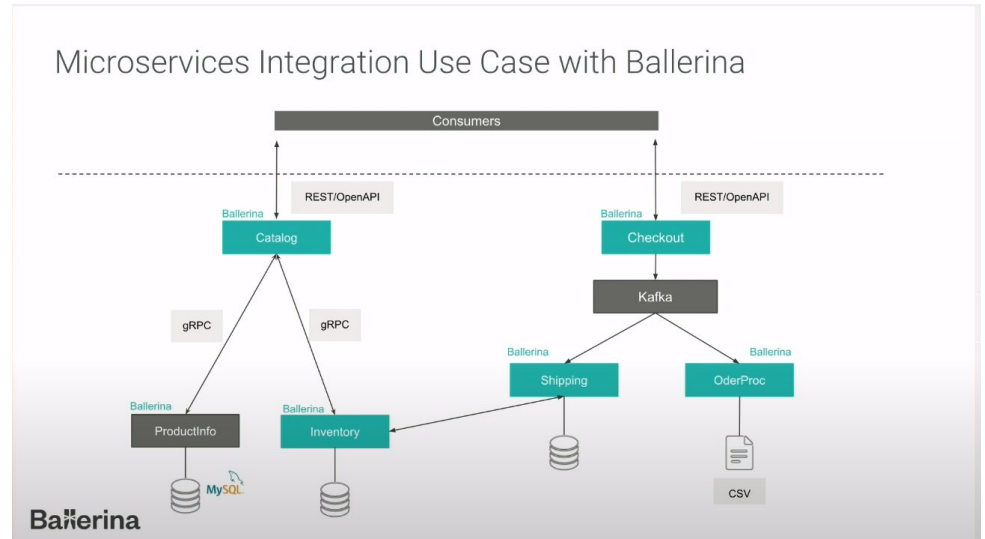 Microservices Integration Use Case with Ballerina
Consumers
REST/OpenAPI
REST/OpenAPI
Ballerina
Catalog
Ballerina
Checkout
Kafka
gRPC
gRPC
Ballerina
Shipping
Ballerina
OderProc
Ballerina
ProductInfo
Ballerina
Inventory
MySQL
CSV
Ballerina